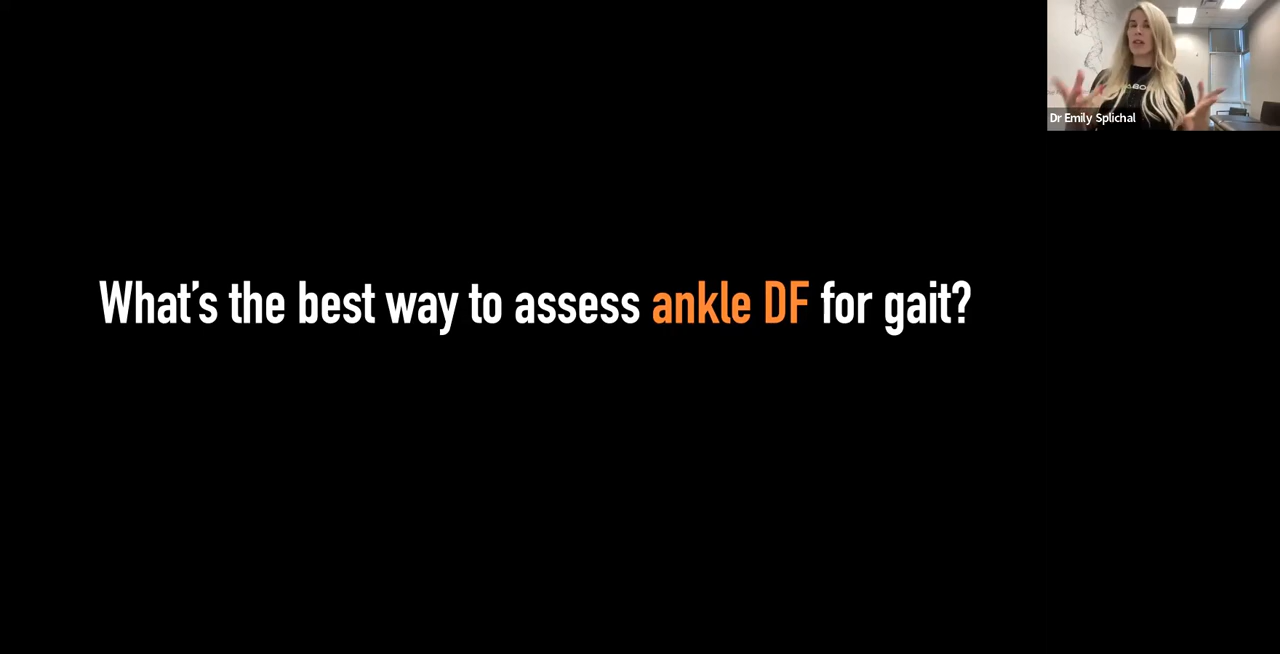 Dr Emily Splichal
What's the best way to assess ankle DF for gait?